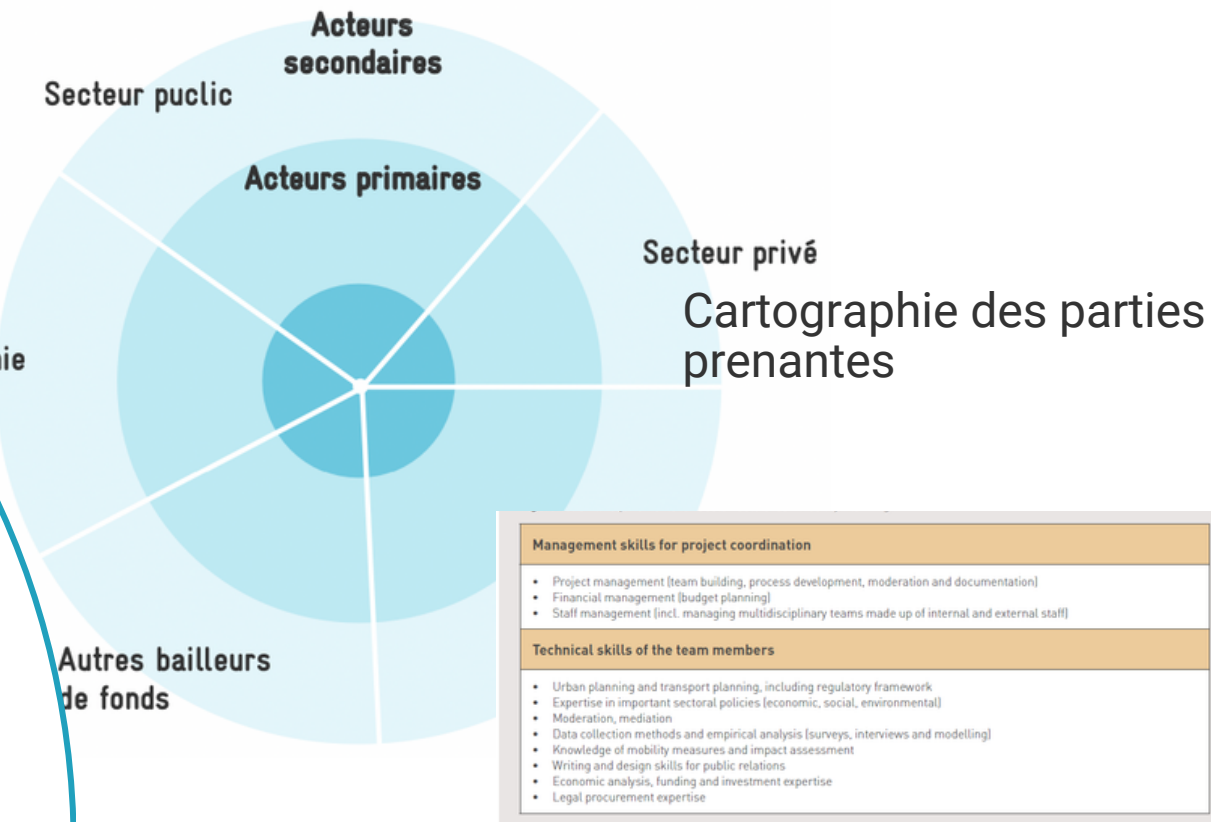 Acteurs
secondaires
Secteur puclic
Acteurs primaires
Secteur privé
Cartographie des parties
prenantes
Autres bailleurs
de fonds
Management skills for project coordination
• Project management (team building, process development, moderation and documentation)
• Financial management (budget planning)
• Staff management (incl. managing multidisciplinary teams made up of internal and external staff)
Technical skills of the team members
• Urban planning and transport planning, including regulatory framework
• Expertise in important sectoral policies (economic, social, environmental)
• Moderation, mediation
• Data collection methods and empirical analysis (surveys, interviews and modelling)
• Knowledge of mobility measures and impact assessment
• Writing and design skills for public relations
• Economic analysis, funding and investment expertise
• Legal procurement expertise